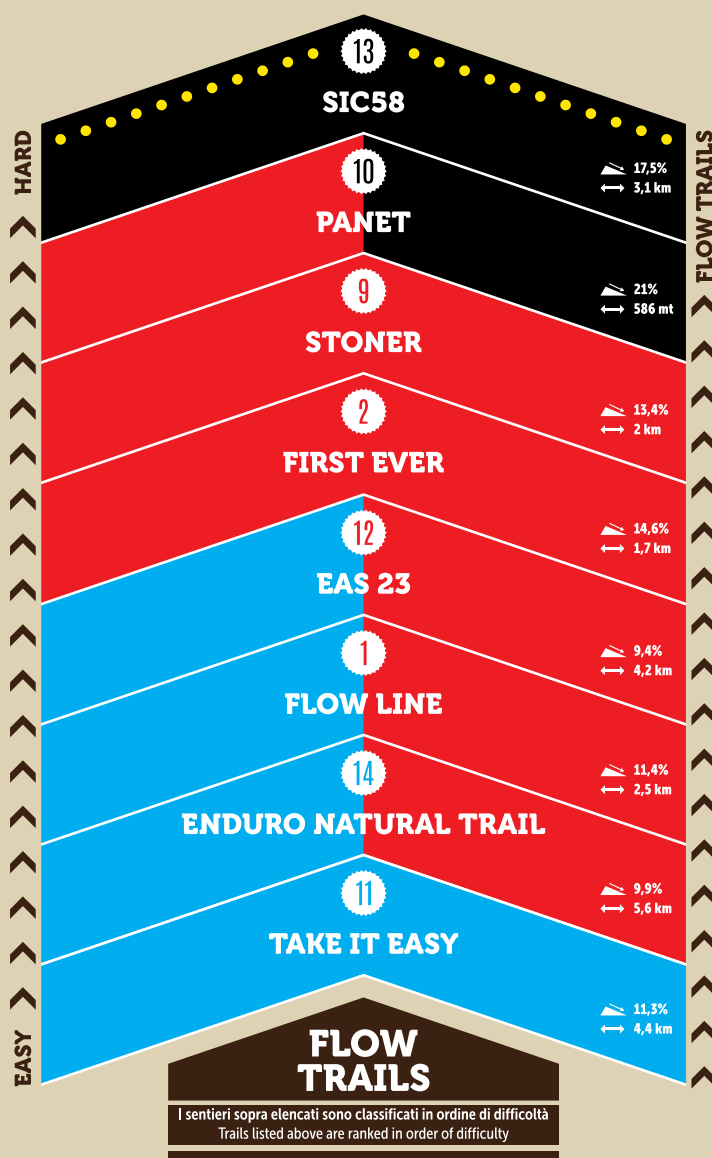 13
SIC58
HARD
FLOW TRAILS
17,5%
3,1 km
10
PANET
21%
586 mt
9
STONER
13,4%
2 km
2
FIRST EVER
14,6%
1,7 km
12
EAS 23
9,4%
4,2 km
1
FLOW LINE
11,4%
2,5 km
14
ENDURO NATURAL TRAIL
9,9%
5,6 km
11
TAKE IT EASY
11,3%
4,4 km
EASY
FLOW
TRAILS
I sentieri sopra elencati sono classificati in ordine di difficoltà
Trails listed above are ranked in order of difficulty